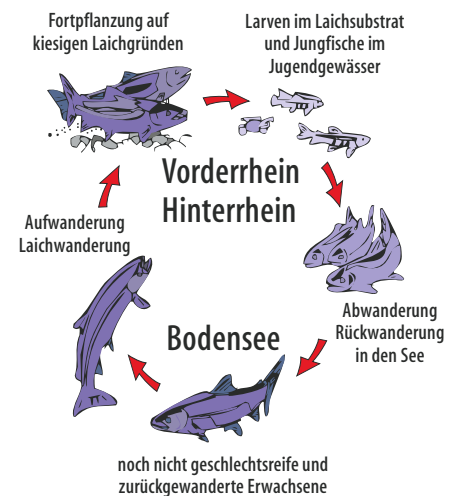 Fortpflanzung auf
kiesigen Laichgründen
Larven im Laichsubstrat
und Jungfische im
Jugendgewässer
Vorderrhein
Hinterrhein
Aufwanderung
Laichwanderung
Abwanderung
Rückwanderung
in den See
Bodensee
noch nicht geschlechtsreife und
zurückgewanderte Erwachsene